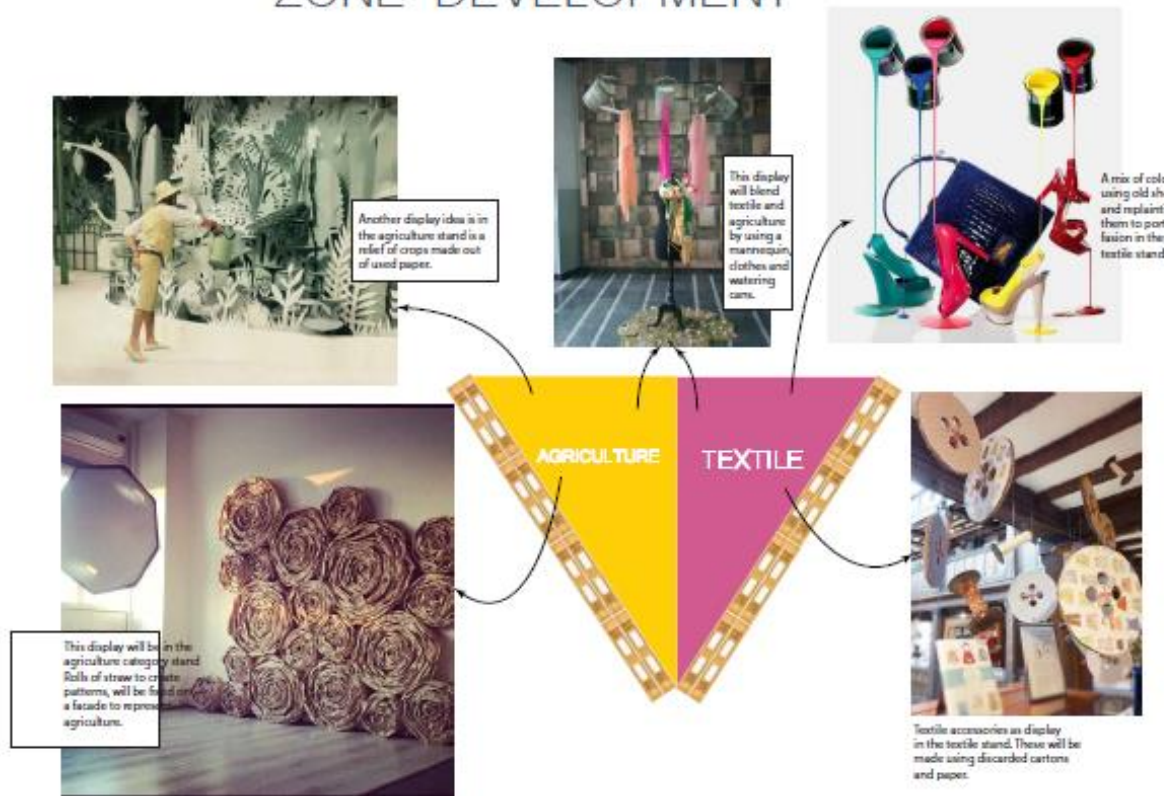 ZONE DEVELOPMENT
Another display idea is in
the agriculture stand is a
relief of crops made out
of used paper.
This display
will blend
textile and
agriculture
by using a
mannequin,
clothes and
watering
cans.
A mix of colo
using old sh
and mplaint
them to port
fusion in the
textile stand
AGRICULTURE
TEXTILE
This display will be in the
agriculture category stand
Rolls of straw to create
patterns, will be on
a facade to represe
agriculture.
Textile accessories as display
in the textile stand. These will be
made using discarded cartons
and paper.